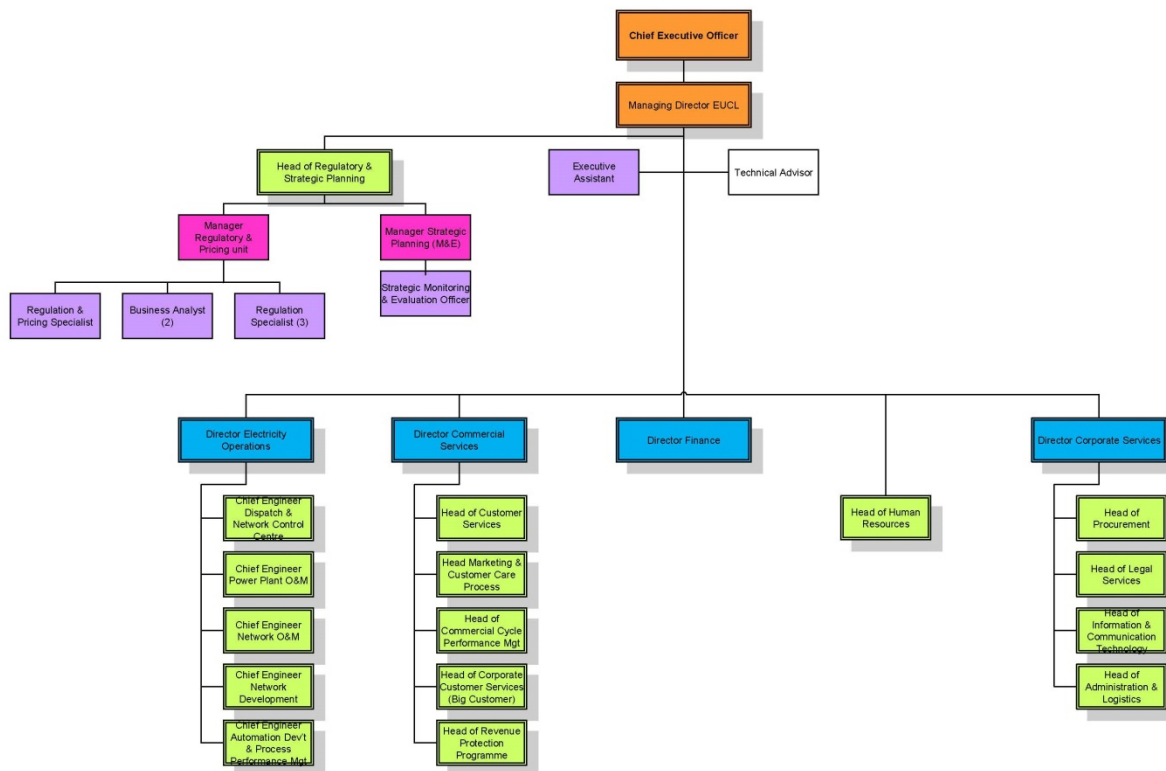 Chief Executive Officer
Managing Director EUCL
Head of Regulatory &
Strategic Planning
Executive
Assistant
Technical Advisor
Manager
Regulatory &
Pricing unit
Manager Strategic
Planning (M&E)
Strategic Monitoring
& Evaluation Officer
Regulation &
Pricing Specialist
Business Analyst
(2)
Regulation
Specialist (3)
Director Electricity
Operations
Director Commercial
Services
Director Finance
Director Corporate Services
Chief Engineer
Dispatch &
Network Control
Centre
Chief Engineer
Power Plant O&M
Chief Engineer
Network O&M
Chief Engineer
Network
Development
Chief Engineer
Automation Dev't
& Process
Performance Mgt
Head of Customer
Services
Head Marketing &
Customer Care
Process
Head of
Commercial Cycle
Performance Mgt
Head of Corporate
Customer Services
(Big Customer)
Head of Revenue
Protection
Programme
Head of Human
Resources
Head of
Procurement
Head of Legal
Services
Head of
Information &
Communication
Technology
Head of
Administration &
Logistics